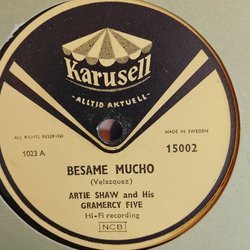 Karusell
-ALLTID AKTUELL-
ALL RIGHTS RESERVED
MADE IN SWEDEN
1023 A
15002
BESAME MUCHO
(Velazquez)
ARTIE SHAW and His
GRAMERCY FIVE
Hi-Fi recording
NCB